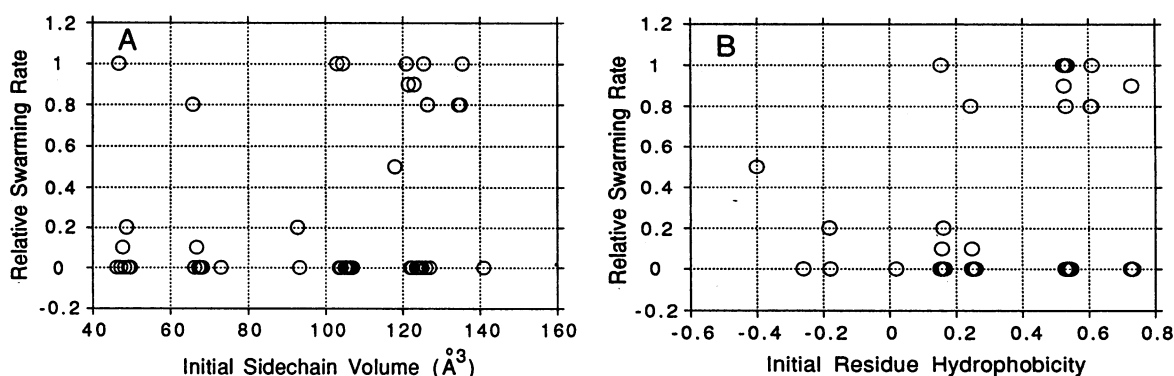 A
Relative Swarming Rate
1.2
1
0.8
0.6
0.4
0.2
0
-0.2
40 60 80 100 120 140 160
Initial Sidechain Volume (Å3)
B
Relative Swarming Rate
1.2
1
0.8
0.6
0.4
0.2
0
-0.2
-0.6 -0.4 -0.2 0 0.2 0.4 0.6 0.8
Initial Residue Hydrophobicity